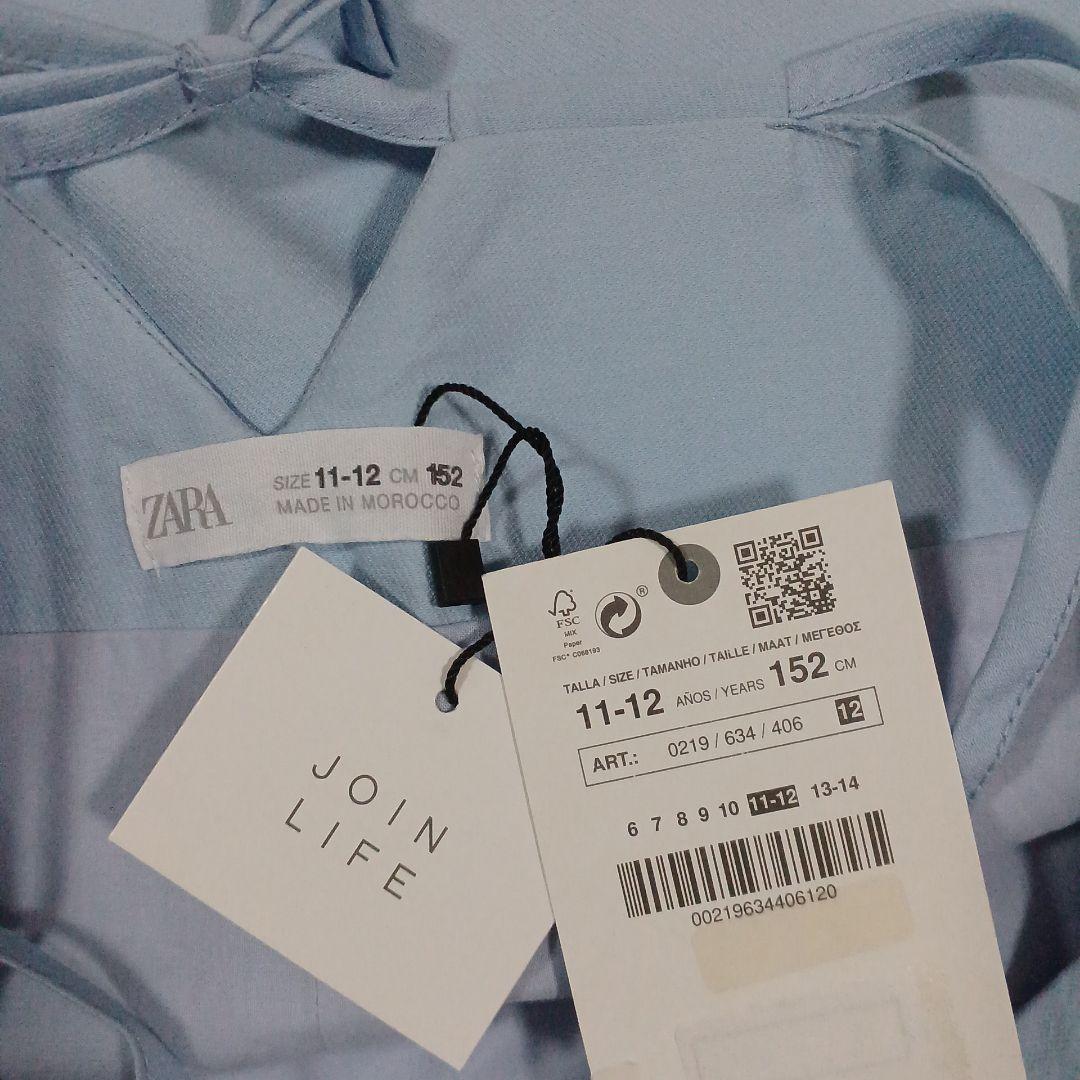 ZARA
SIZE 11-12 CM 152
MADE IN MOROCCO
JOIN
LIFE
FSC
MIX
Paper
FSC® C068193
®
TALLA / SIZE / TAMANHO / TAILLE / MAAT / ΜΕΓΕΘΟΣ
11-12 AÑOS / YEARS 152 CM
ART.: 0219 / 634 / 406 12
6 7 8 9 10 11-12 13-14
00219634406120